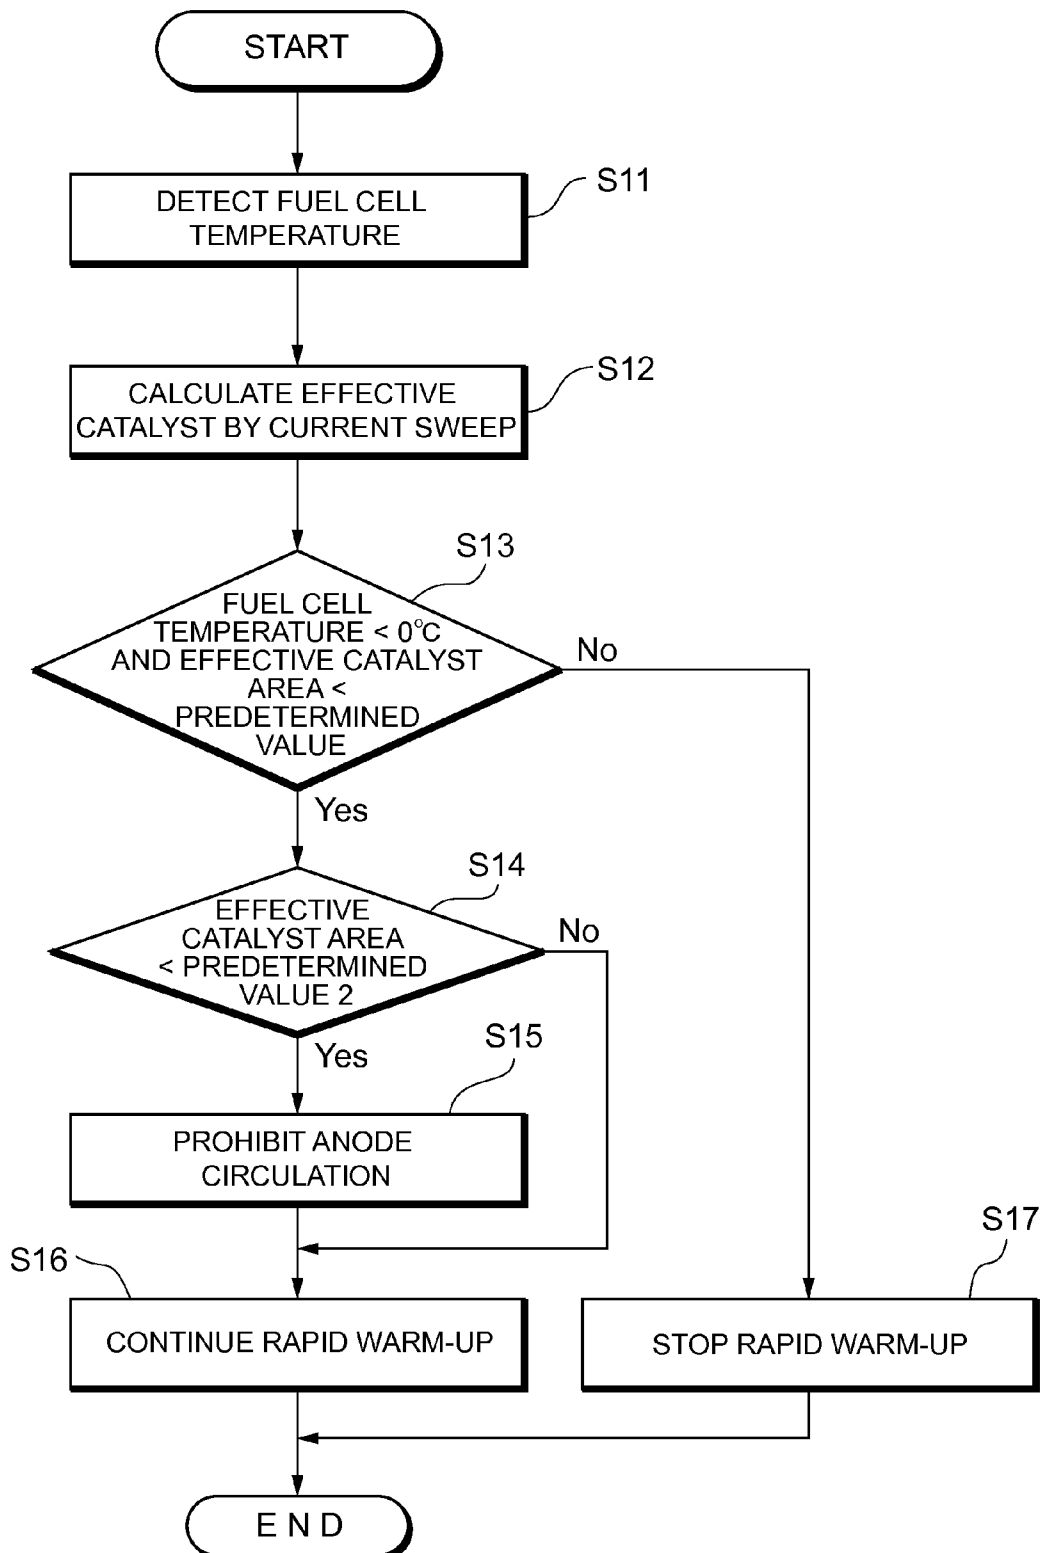 START
DETECT FUEL CELL
TEMPERATURE
S11
CALCULATE EFFECTIVE
CATALYST BY CURRENT SWEEP
S12
S13
FUEL CELL
TEMPERATURE < 0°C
AND EFFECTIVE CATALYST
AREA <
PREDETERMINED
VALUE
No
Yes
S14
EFFECTIVE
CATALYST AREA
< PREDETERMINED
VALUE 2
No
Yes
S15
PROHIBIT ANODE
CIRCULATION
S16
CONTINUE RAPID WARM-UP
S17
STOP RAPID WARM-UP
END